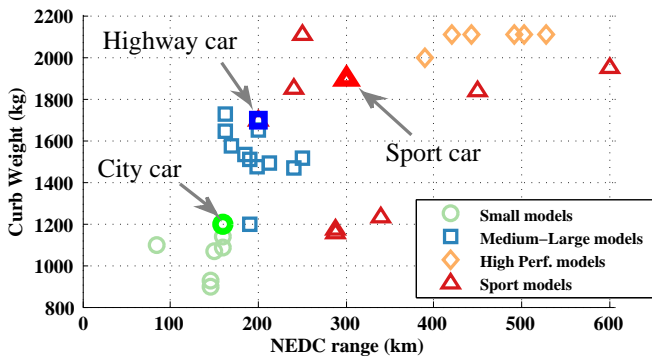 2200
2000
1800
1600
1400
1200
1000
800
Curb Weight (kg)
Highway car
Sport car
City car
Small models
Medium−Large models
High Perf. models
Sport models
0 100 200 300 400 500 600
NEDC range (km)